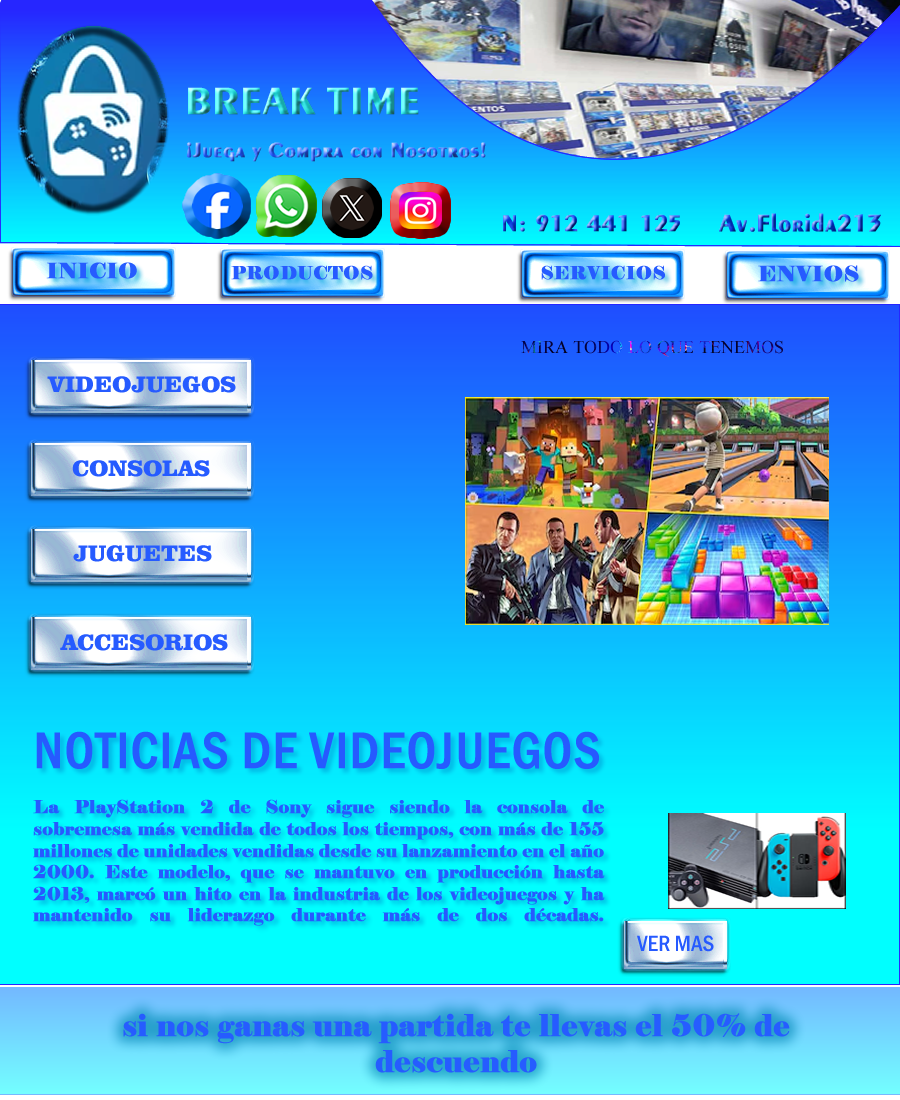 BREAK TIME
¡Juega y Compra con Nosotros!
N: 912 441 125
Av.Florida213
INICIO
PRODUCTOS
SERVICIOS
ENVIOS
MIRA TODO LO QUE TENEMOS
VIDEOJUEGOS
CONSOLAS
JUGUETES
ACCESORIOS
NOTICIAS DE VIDEOJUEGOS
La PlayStation 2 de Sony sigue siendo la consola de
sobremesa más vendida de todos los tiempos, con más de 155
millones de unidades vendidas desde su lanzamiento en el año
2000. Este modelo, que se mantuvo en producción hasta
2013, marcó un hito en la industria de los videojuegos y ha
mantenido su liderazgo durante más de dos décadas.
VER MAS
si nos ganas una partida te llevas el 50% de
descuendo